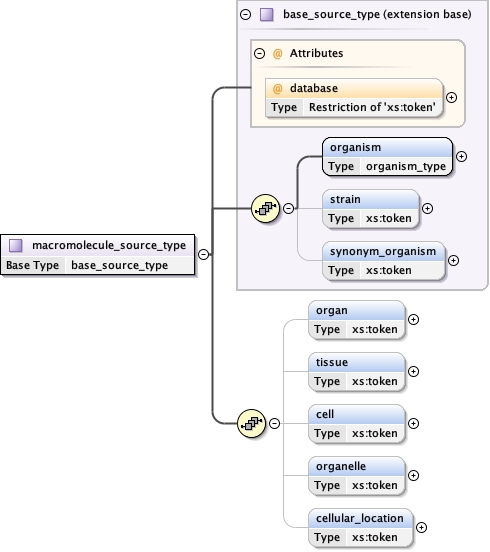 base_source_type (extension base)
@ Attributes
@ database
Type Restriction of 'xs:token'
organism
Type organism_type
strain
Type xs:token
synonym_organism
Type xs:token
macromolecule_source_type
Base Type base_source_type
organ
Type xs:token
tissue
Type xs:token
cell
Type xs:token
organelle
Type xs:token
cellular_location
Type xs:token